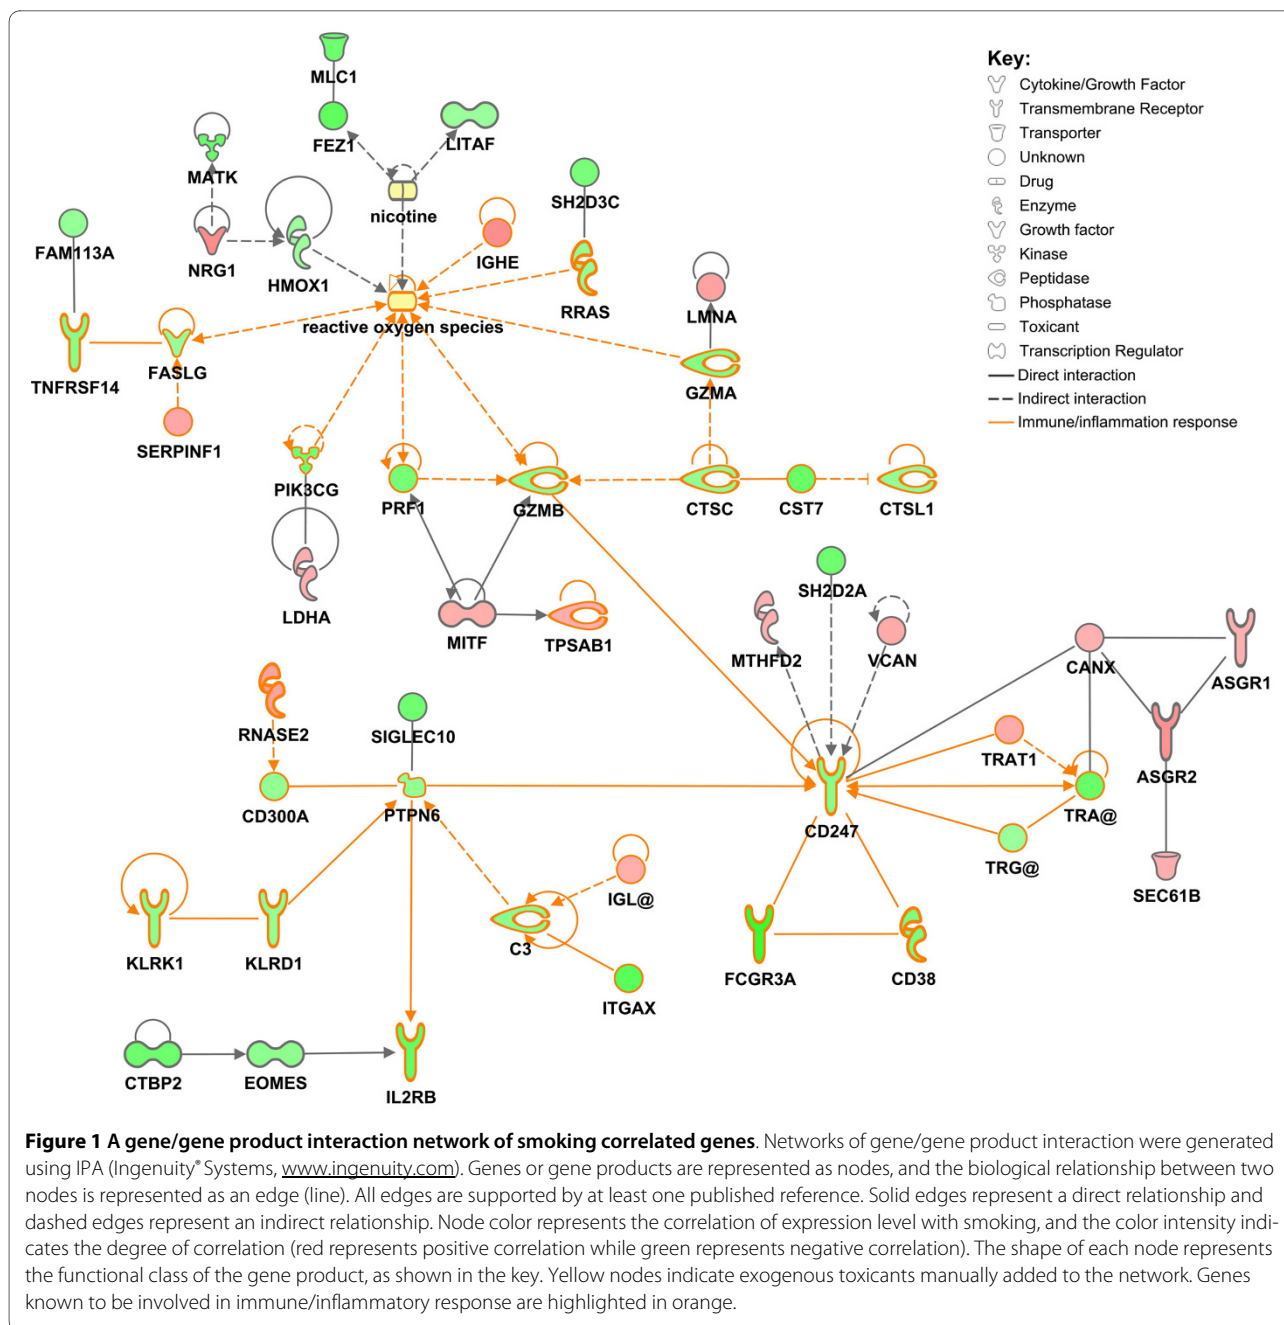 MLC1
FEZ1
LITAF
MATK
nicotine
SH2D3C
FAM113A
NRG1
HMOX1
IGHE
RRAS
reactive oxygen species
LMNA
TNFRSF14
FASLG
GZMA
SERPINF1
PIK3CG
PRF1
GZMB
CTSC
CST7
CTSL1
LDHA
MITF
TPSAB1
SH2D2A
MTHFD2
VCAN
CANX
ASGR1
RNASE2
SIGLEC10
TRAT1
ASGR2
CD300A
PTPN6
CD247
TRA@
TRG@
SEC61B
KLRK1
KLRD1
C3
IGL@
FCGR3A
CD38
ITGAX
CTBP2
EOMES
IL2RB
Key:
Cytokine/Growth Factor
Transmembrane Receptor
Transporter
Unknown
Drug
Enzyme
Growth factor
Kinase
Peptidase
Phosphatase
Toxicant
Transcription Regulator
Direct interaction
Indirect interaction
Immune/inflammation response
Figure 1 A gene/gene product interaction network of smoking correlated genes. Networks of gene/gene product interaction were generated
using IPA (Ingenuity® Systems, www.ingenuity.com). Genes or gene products are represented as nodes, and the biological relationship between two
nodes is represented as an edge (line). All edges are supported by at least one published reference. Solid edges represent a direct relationship and
dashed edges represent an indirect relationship. Node color represents the correlation of expression level with smoking, and the color intensity indi-
cates the degree of correlation (red represents positive correlation while green represents negative correlation). The shape of each node represents
the functional class of the gene product, as shown in the key. Yellow nodes indicate exogenous toxicants manually added to the network. Genes
known to be involved in immune/inflammatory response are highlighted in orange.